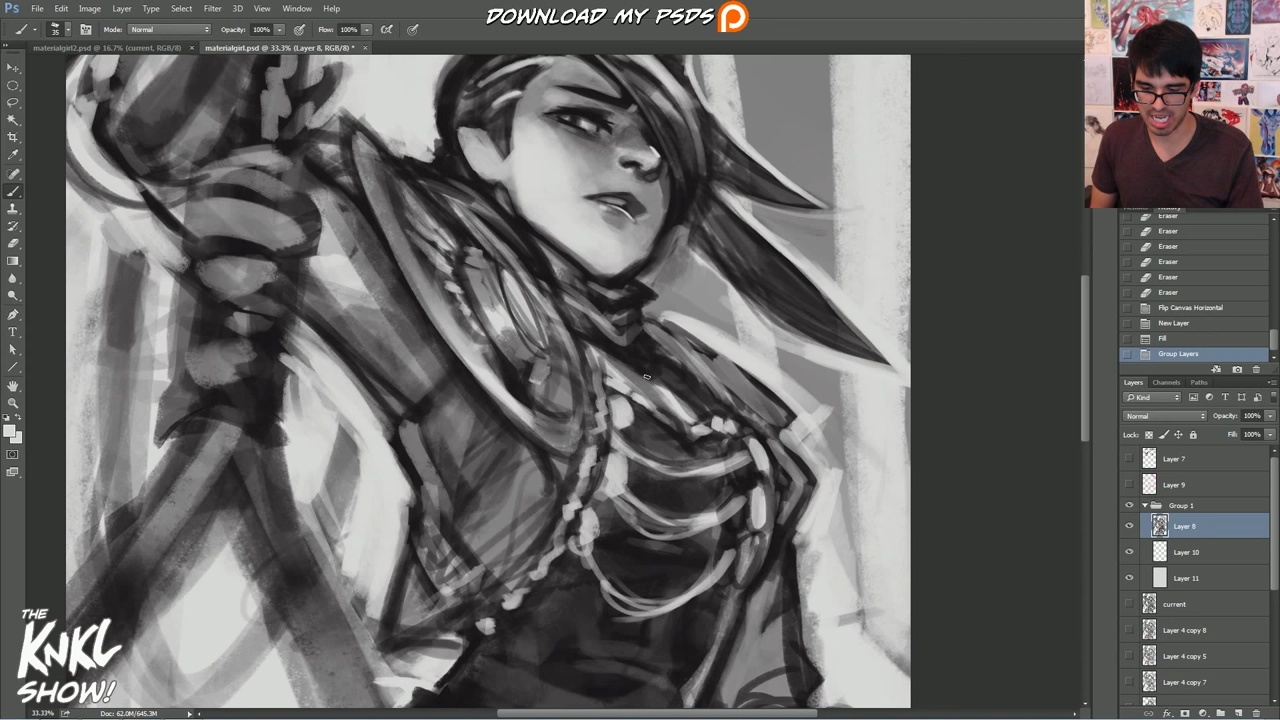 Ps File Edit Image Layer Type Select Filter 3D View Window Help
DOWNLOAD MY PSDS
35 Mode: Normal Opacity: 100% Flow: 100%
materialgirl2.psd @ 16.7% (current, RGB/8) × materialgirl.psd @ 33.3% (Layer 8, RGB/8) * ×
Eraser
Eraser
Eraser
Eraser
Eraser
Eraser
Flip Canvas Horizontal
New Layer
Fill
Group Layers
Layers Channels Paths
Kind
Normal Opacity: 100%
Lock: Fill: 100%
Layer 7
Layer 9
Group 1
Layer 8
Layer 10
Layer 11
current
Layer 4 copy 8
Layer 4 copy 5
Layer 4 copy 7
THE
KNKL
SHOW!
33.33% Doc: 62.0M/645.3M